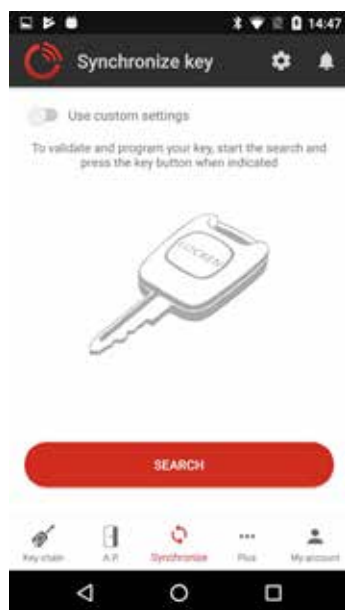 14:47
Synchronize key
Use custom settings
To validate and program your key, start the search and
press the key button when indicated
LOCKEN
SEARCH
Key chain
A.P.
Synchronize
Plus
My account